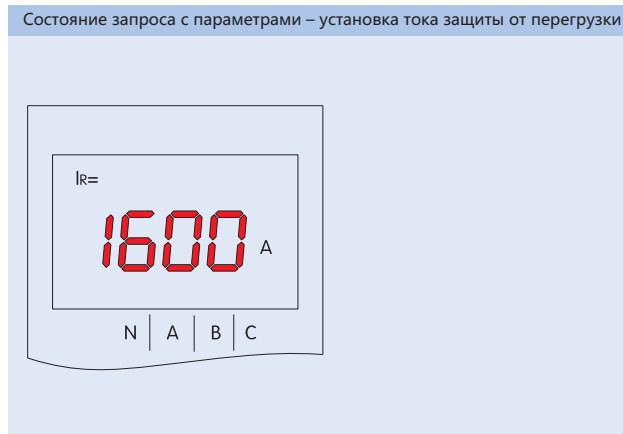 Состояние запроса с параметрами – установка тока защиты от перегрузки
IR=
1600 A
N A B C